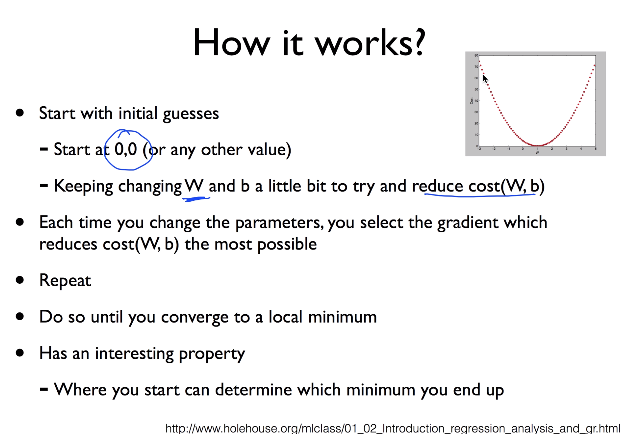 How it works?
• Start with initial guesses
- Start at 0,0 (or any other value)
- Keeping changing W and b a little bit to try and reduce cost(W, b)
• Each time you change the parameters, you select the gradient which
reduces cost(W, b) the most possible
• Repeat
• Do so until you converge to a local minimum
• Has an interesting property
- Where you start can determine which minimum you end up
http://www.holehouse.org/mlclass/01_02_Introduction_regression_analysis_and_gr.html